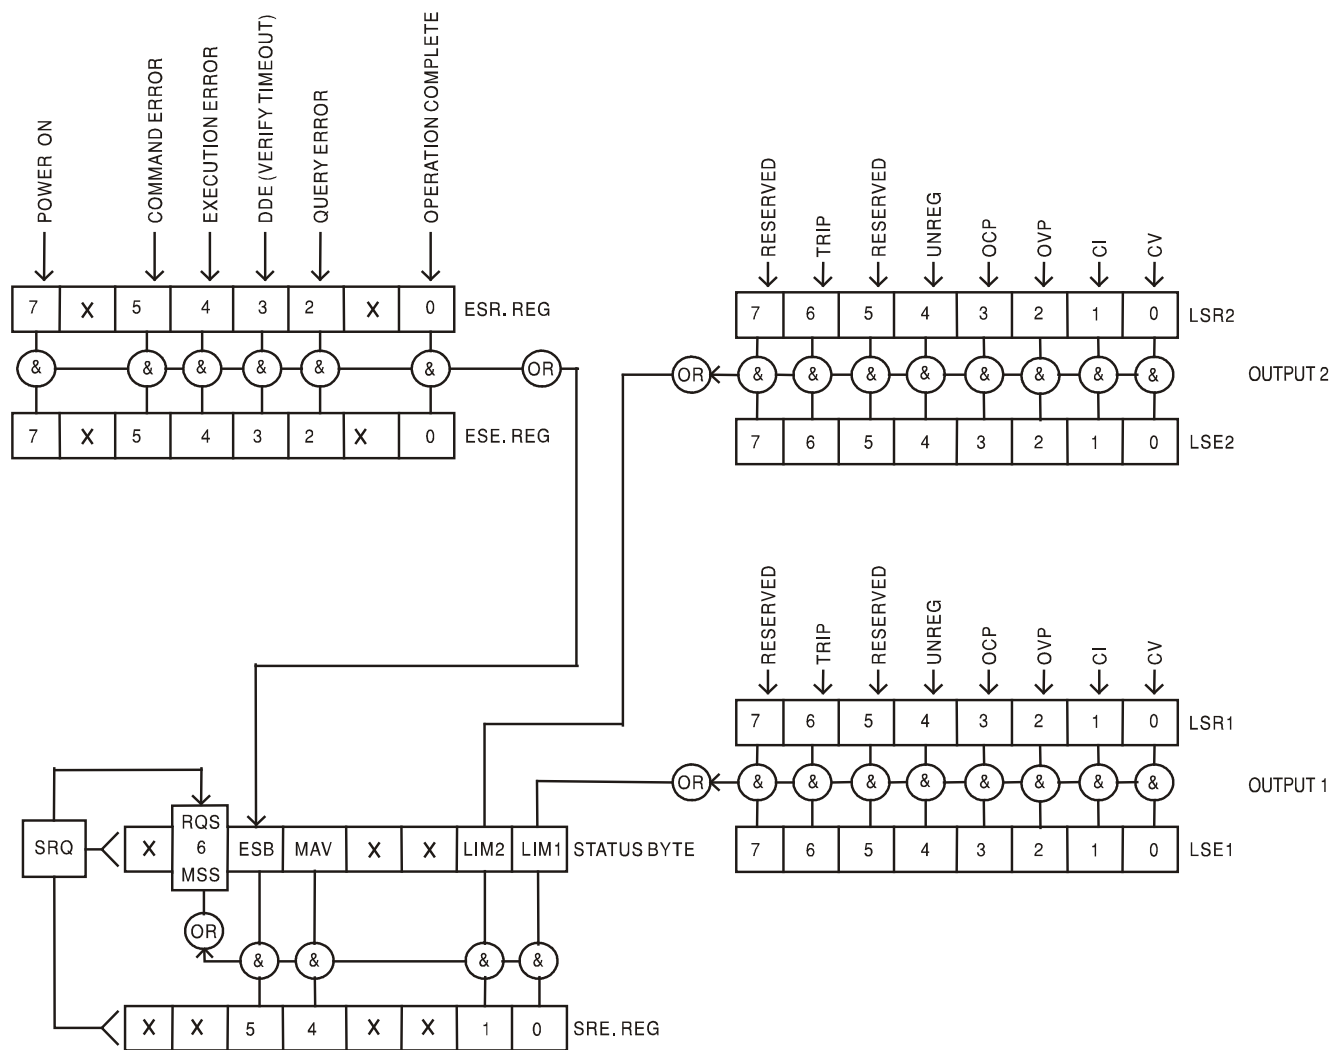 POWER ON
COMMAND ERROR
EXECUTION ERROR
DDE (VERIFY TIMEOUT)
QUERY ERROR
OPERATION COMPLETE
7 X 5 4 3 2 X 0 ESR. REG
& & & & & & OR
7 X 5 4 3 2 X 0 ESE. REG
RESERVED
TRIP
RESERVED
UNREG
OCP
OVP
CI
CV
7 6 5 4 3 2 1 0 LSR2
OR & & & & & & & & OUTPUT 2
7 6 5 4 3 2 1 0 LSE2
RESERVED
TRIP
RESERVED
UNREG
OCP
OVP
CI
CV
7 6 5 4 3 2 1 0 LSR1
OR & & & & & & & & OUTPUT 1
7 6 5 4 3 2 1 0 LSE1
SRQ
X
RQS
6
MSS
ESB MAV X X LIM2 LIM1 STATUS BYTE
OR
& & & &
X X 5 4 X X 1 0 SRE. REG